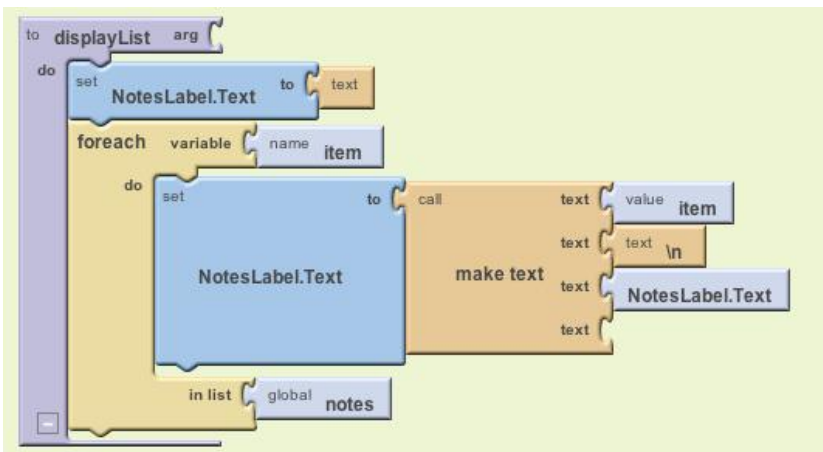 to displayList arg
do
set NotesLabel.Text to text
foreach variable name item
do
set NotesLabel.Text to call make text text value item
text text \n
text NotesLabel.Text
text
in list global notes